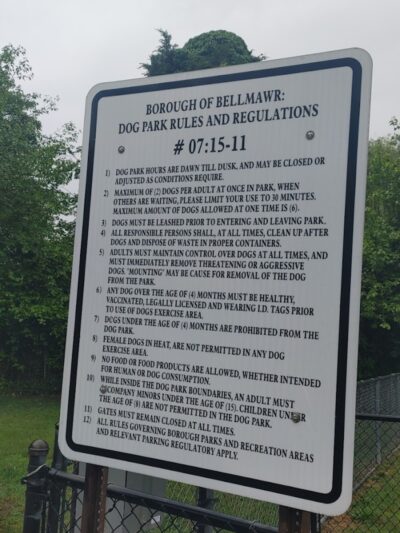 BOROUGH OF BELLMAWR:
DOG PARK RULES AND REGULATIONS
# 07:15-11
1) DOG PARK HOURS ARE DAWN TILL DUSK, AND MAY BE CLOSED OR
ADJUSTED AS CONDITIONS REQUIRE.
2) MAXIMUM OF (2) DOGS PER ADULT AT ONCE IN PARK, WHEN
OTHERS ARE WAITING, PLEASE LIMIT YOUR USE TO 30 MINUTES.
MAXIMUM AMOUNT OF DOGS ALLOWED AT ONE TIME IS (6).
3) DOGS MUST BE LEASHED PRIOR TO ENTERING AND LEAVING PARK.
4) ALL RESPONSIBLE PERSONS SHALL, AT ALL TIMES, CLEAN UP AFTER
DOGS AND DISPOSE OF WASTE IN PROPER CONTAINERS.
5) ADULTS MUST MAINTAIN CONTROL OVER DOGS AT ALL TIMES, AND
MUST IMMEDIATELY REMOVE THREATENING OR AGGRESSIVE
DOGS. 'MOUNTING' MAY BE CAUSE FOR REMOVAL OF THE DOG
FROM THE PARK.
6) ANY DOG OVER THE AGE OF (4) MONTHS MUST BE HEALTHY,
VACCINATED, LEGALLY LICENSED AND WEARING I.D. TAGS PRIOR
TO USE OF DOGS EXERCISE AREA.
7) DOGS UNDER THE AGE OF (4) MONTHS ARE PROHIBITED FROM THE
DOG PARK.
8) FEMALE DOGS IN HEAT, ARE NOT PERMITTED IN ANY DOG
EXERCISE AREA.
9) NO FOOD OR FOOD PRODUCTS ARE ALLOWED, WHETHER INTENDED
FOR HUMAN OR DOG CONSUMPTION.
10) WHILE INSIDE THE DOG PARK BOUNDARIES, AN ADULT MUST
ACCOMPANY MINORS UNDER THE AGE OF (15). CHILDREN UNDER
THE AGE OF (8) ARE NOT PERMITTED IN THE DOG PARK.
11) GATES MUST REMAIN CLOSED AT ALL TIMES.
12) ALL RULES GOVERNING BOROUGH PARKS AND RECREATION AREAS
AND RELEVANT PARKING REGULATORY APPLY.